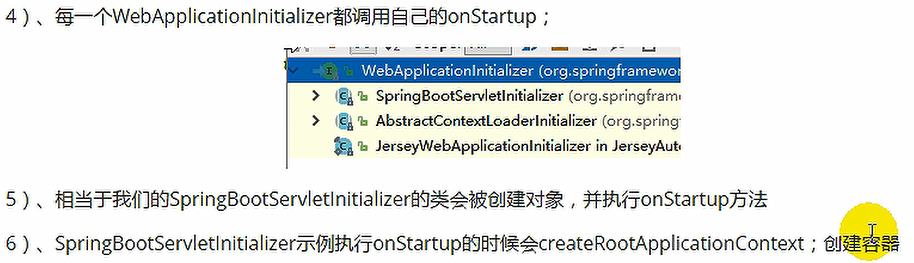 4）、每一个WebApplicationInitializer都调用自己的onStartup；
WebApplicationInitializer (org.springframework
SpringBootServletInitializer (org.springframe
AbstractContextLoaderInitializer (org.spring
JerseyWebApplicationInitializer in JerseyAut
5）、相当于我们的SpringBootServletInitializer的类会被创建对象，并执行onStartup方法
6）、SpringBootServletInitializer示例执行onStartup的时候会createRootApplicationContext；创建容器